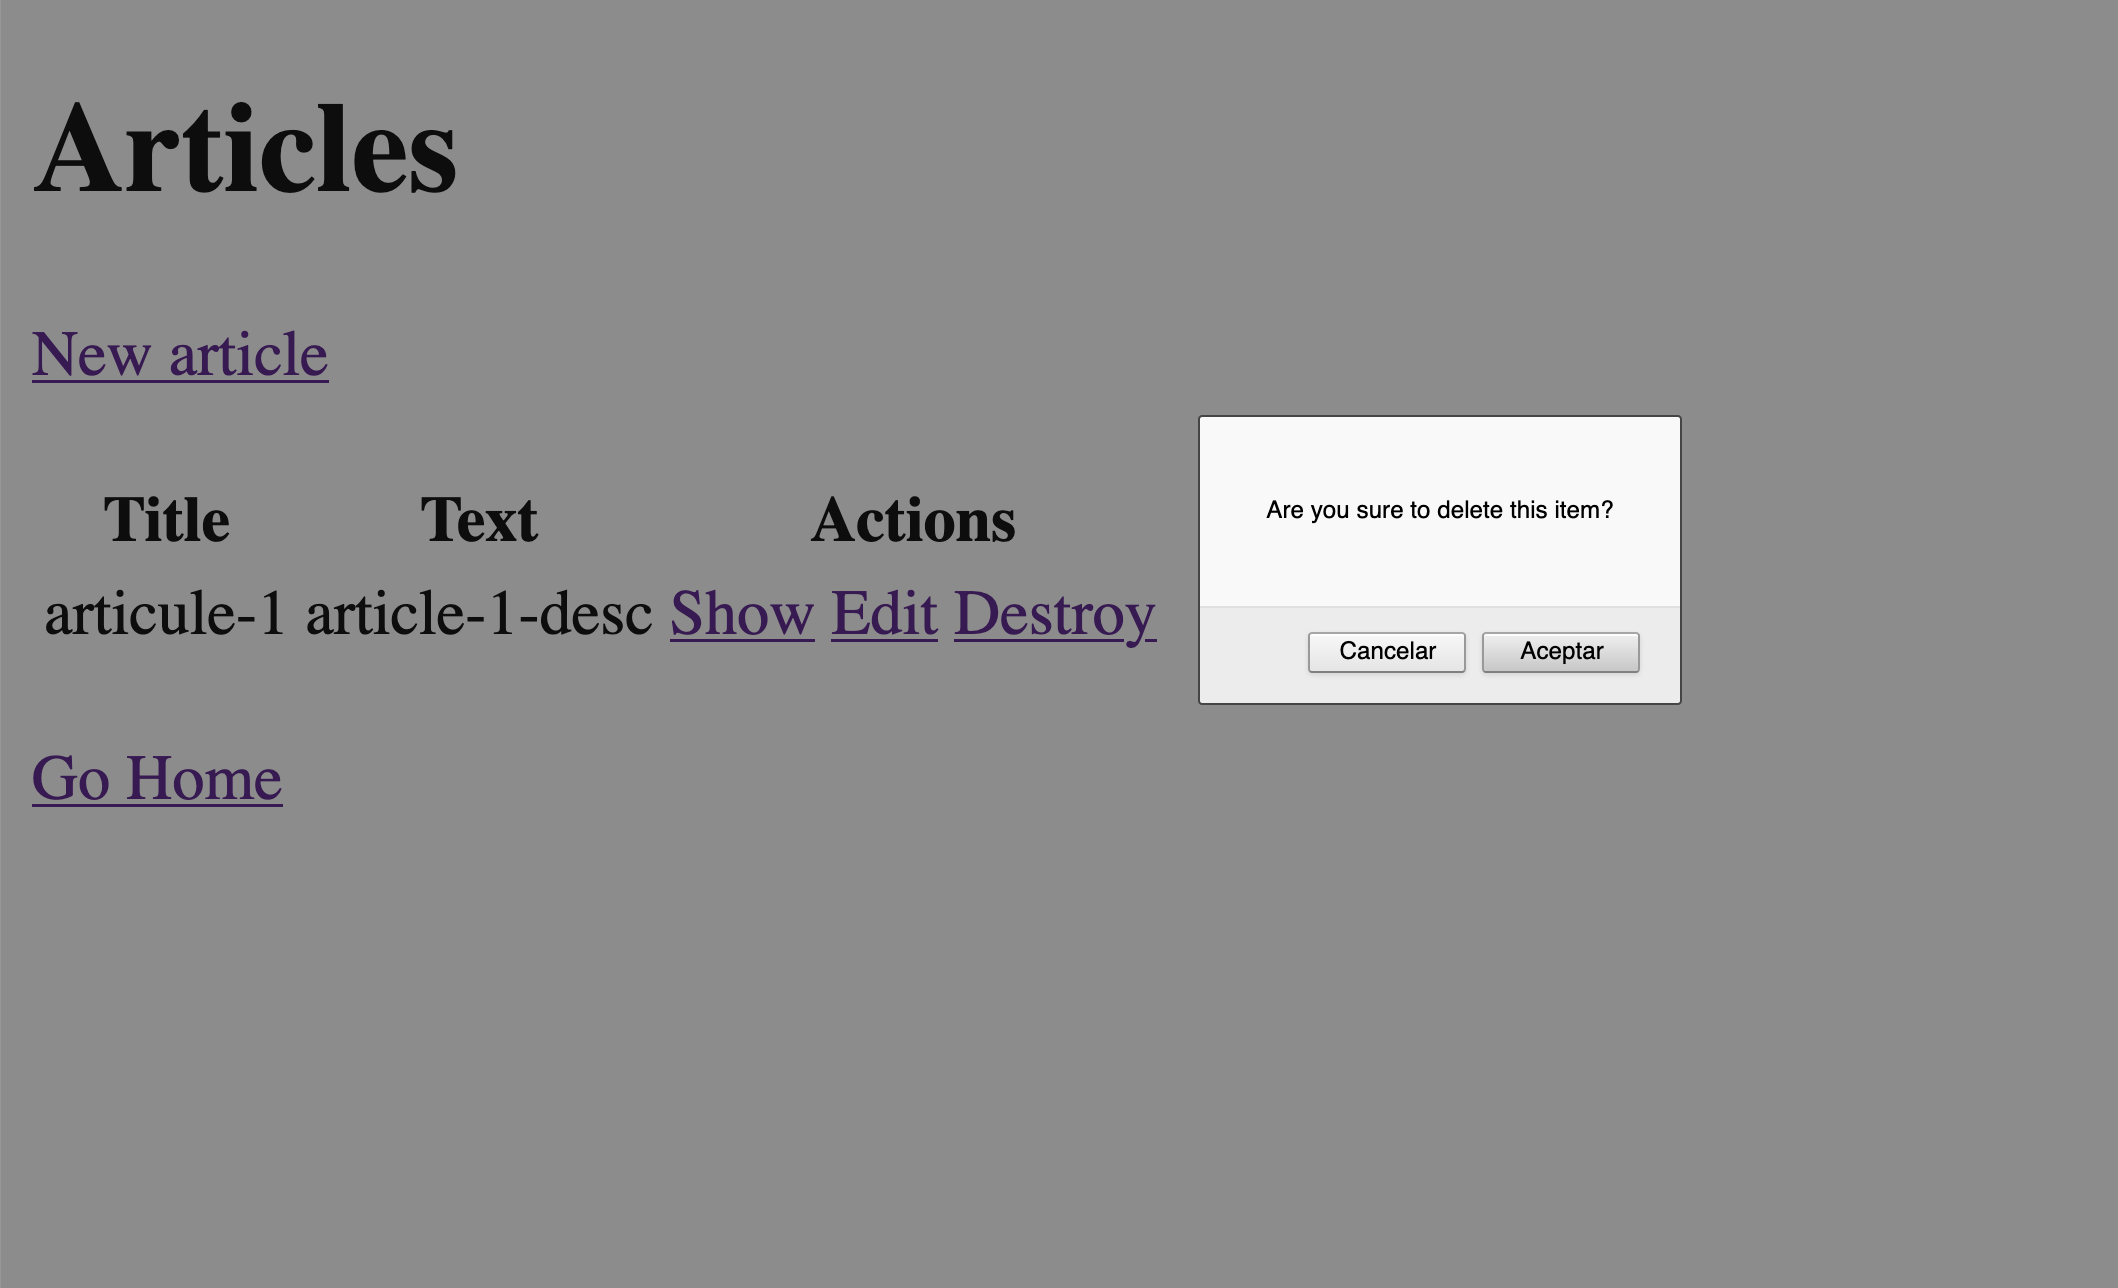 Articles
New article
Title Text Actions
articule-1 article-1-desc Show Edit Destroy
Go Home
Are you sure to delete this item?
Cancelar Aceptar